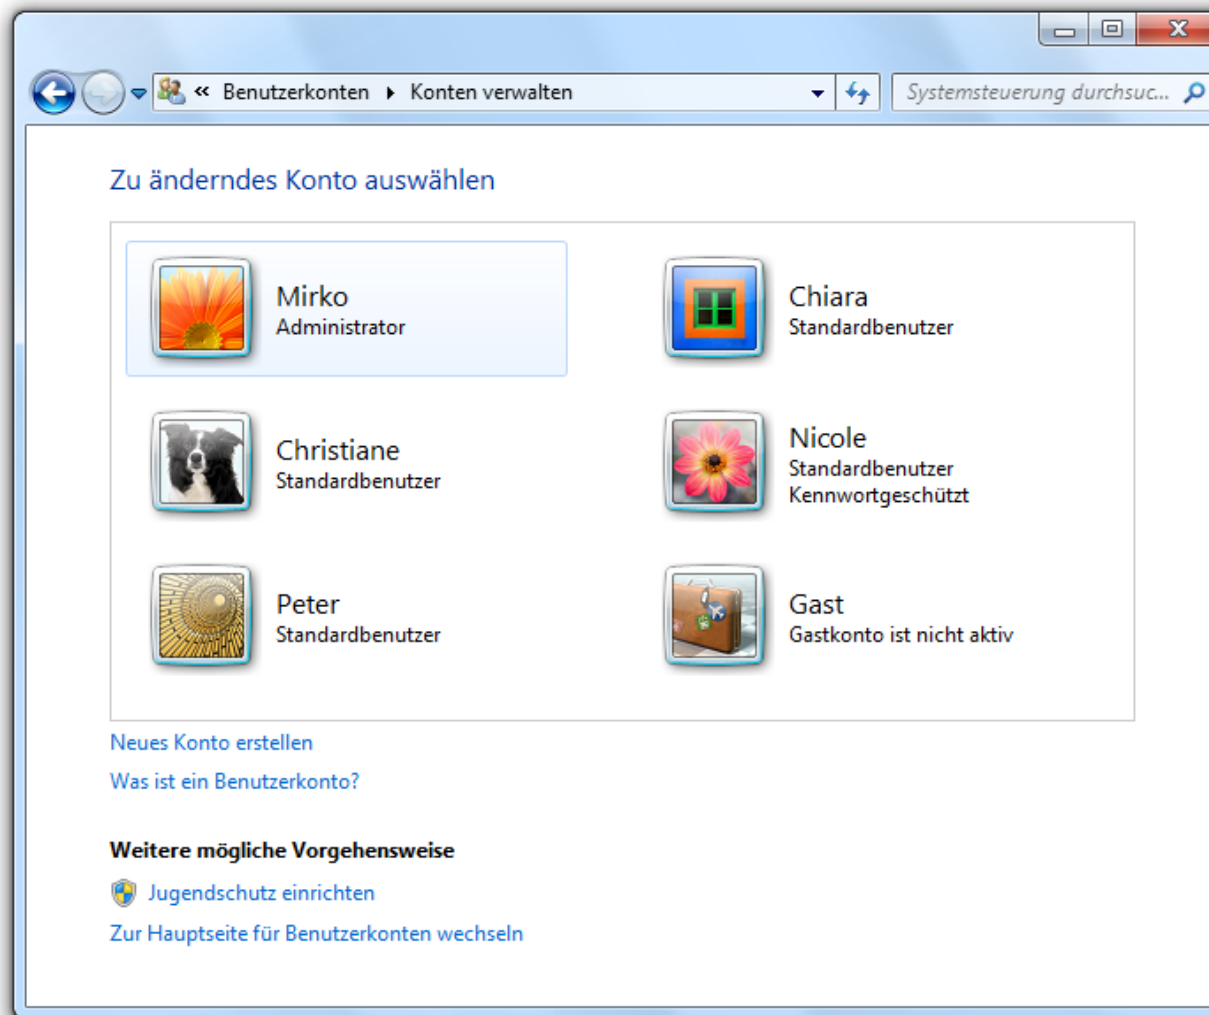 « Benutzerkonten Konten verwalten
Systemsteuerung durchsuc...
Zu änderndes Konto auswählen
Mirko
Administrator
Chiara
Standardbenutzer
Christiane
Standardbenutzer
Nicole
Standardbenutzer
Kennwortgeschützt
Peter
Standardbenutzer
Gast
Gastkonto ist nicht aktiv
Neues Konto erstellen
Was ist ein Benutzerkonto?
Weitere mögliche Vorgehensweise
Jugendschutz einrichten
Zur Hauptseite für Benutzerkonten wechseln